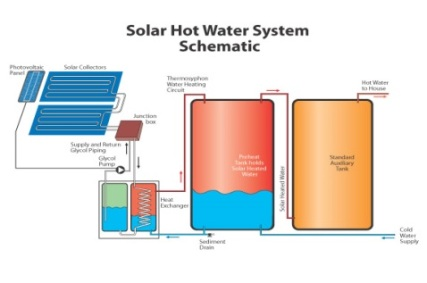 Solar Hot Water System
Schematic
Photovoltaic
Panel
Solar Collectors
Thermosyphon
Water Heating
Circuit
Hot Water
to House
Junction
box
Supply and Return
Glycol Piping
Glycol
Pump
Preheat
Tank holds
Solar Heated
Water
Standard
Auxiliary
Tank
Solar Heated Water
Heat
Exchanger
Sediment
Drain
Cold
Water
Supply